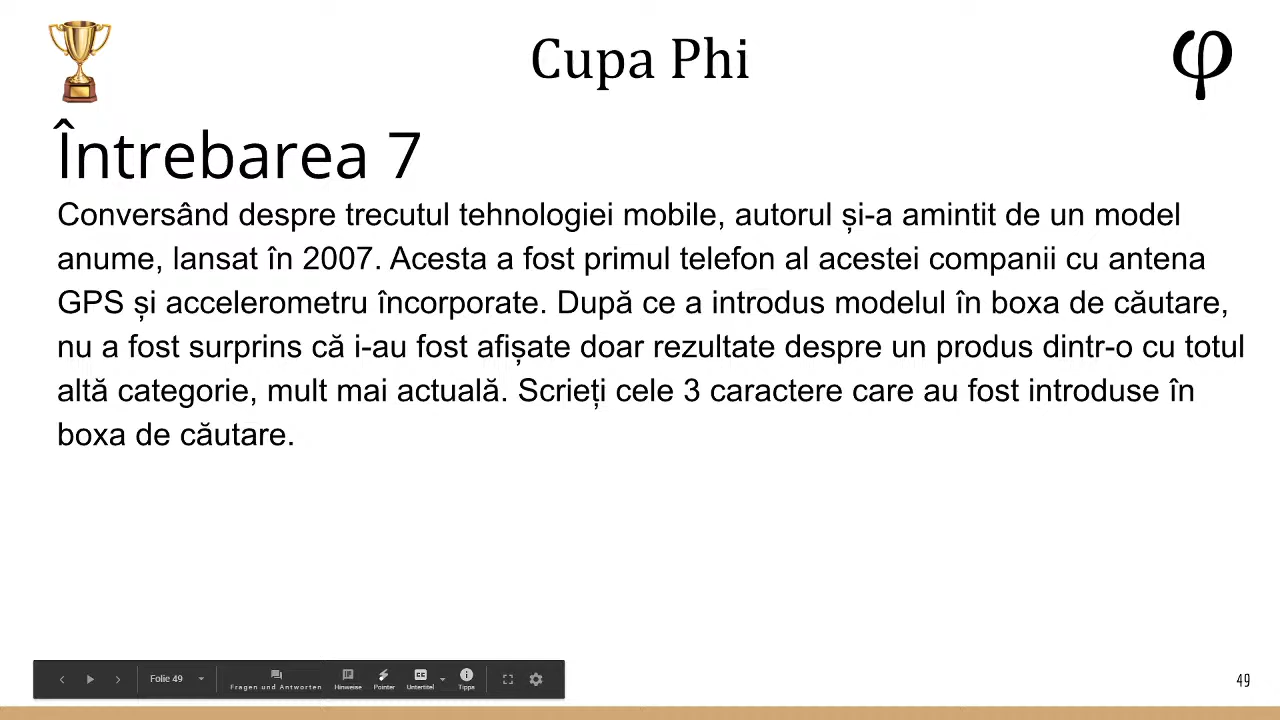 Cupa Phi
φ
Întrebarea 7
Conversând despre trecutul tehnologiei mobile, autorul și-a amintit de un model
anume, lansat în 2007. Acesta a fost primul telefon al acestei companii cu antena
GPS și accelerometru încorporate. După ce a introdus modelul în boxa de căutare,
nu a fost surprins că i-au fost afișate doar rezultate despre un produs dintr-o cu totul
altă categorie, mult mai actuală. Scrieți cele 3 caractere care au fost introduse în
boxa de căutare.
Folie 49
Fragen und Antworten
Hinweise
Pointer
CC
Untertitel
Tipps
49